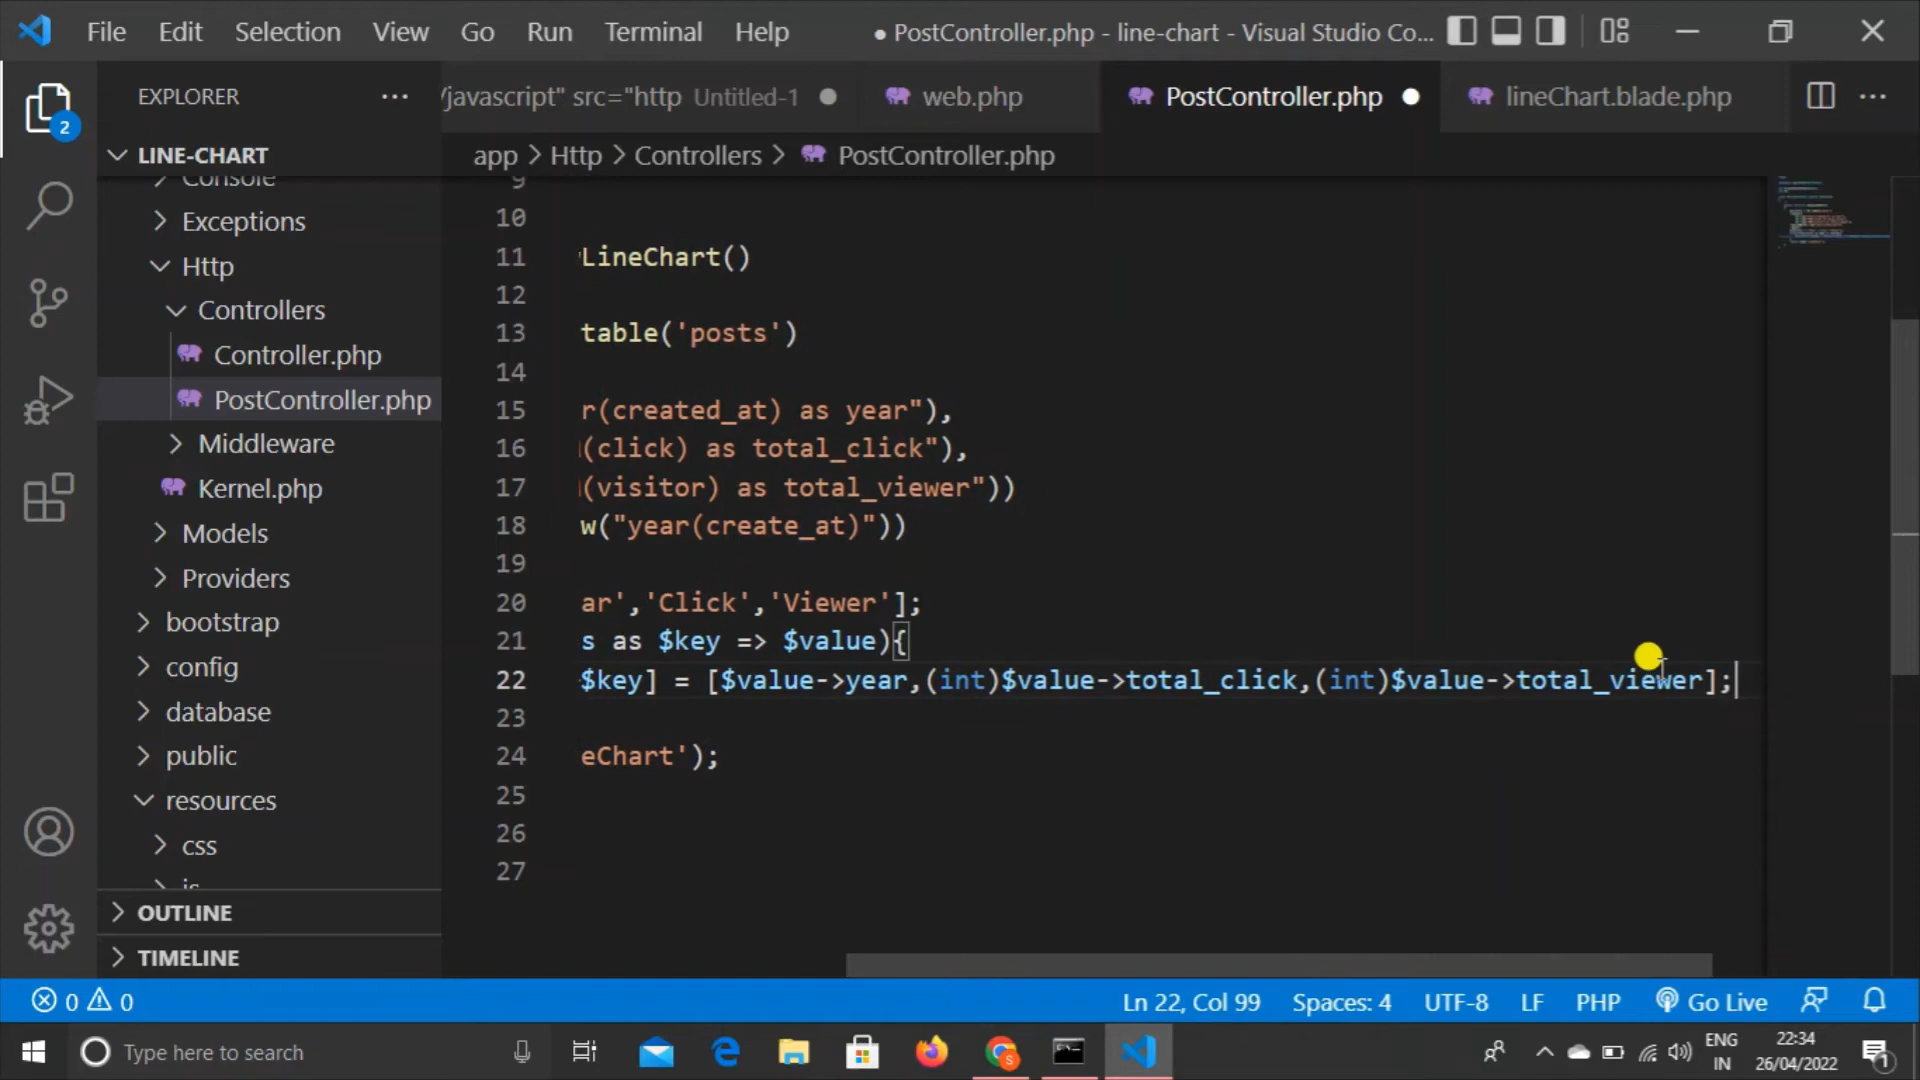 File Edit Selection View Go Run Terminal Help
● PostController.php - line-chart - Visual Studio Co...
EXPLORER ...
/javascript" src="http Untitled-1
web.php
PostController.php
lineChart.blade.php
2
LINE-CHART
app > Http > Controllers > PostController.php
Console
Exceptions
Http
Controllers
Controller.php
PostController.php
Middleware
Kernel.php
Models
Providers
bootstrap
config
database
public
resources
css
js
OUTLINE
TIMELINE
9
10
11 LineChart()
12
13 table('posts')
14
15 r(created_at) as year"),
16 (click) as total_click"),
17 (visitor) as total_viewer"))
18 w("year(create_at)"))
19
20 ar','Click','Viewer'];
21 s as $key => $value){
22 $key] = [$value->year,(int)$value->total_click,(int)$value->total_viewer];
23
24 eChart');
25
26
27
0 0
Ln 22, Col 99 Spaces: 4 UTF-8 LF PHP Go Live
Type here to search
ENG
IN
22:34
26/04/2022
1